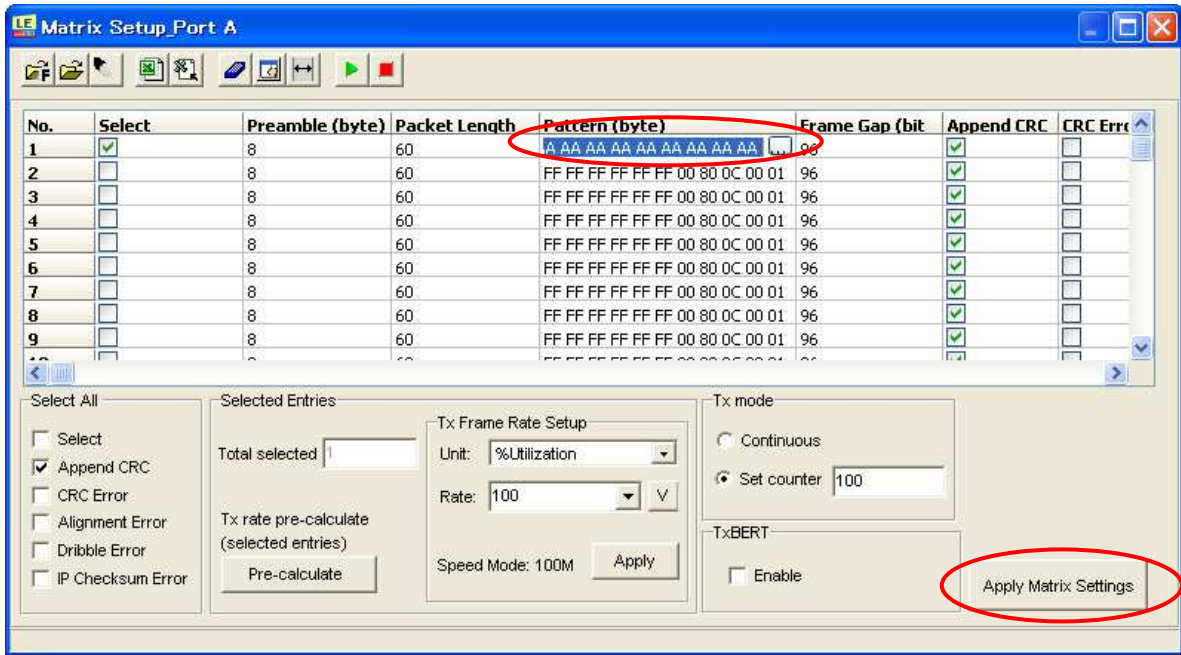 Matrix Setup_Port A
No. Select Preamble (byte) Packet Length Pattern (byte) Frame Gap (bit Append CRC CRC Erro
1 8 60 A AA AA AA AA AA AA AA AA AA ... 96
2 8 60 FF FF FF FF FF FF 00 80 0C 00 01 96
3 8 60 FF FF FF FF FF FF 00 80 0C 00 01 96
4 8 60 FF FF FF FF FF FF 00 80 0C 00 01 96
5 8 60 FF FF FF FF FF FF 00 80 0C 00 01 96
6 8 60 FF FF FF FF FF FF 00 80 0C 00 01 96
7 8 60 FF FF FF FF FF FF 00 80 0C 00 01 96
8 8 60 FF FF FF FF FF FF 00 80 0C 00 01 96
9 8 60 FF FF FF FF FF FF 00 80 0C 00 01 96
Select All
Select
Append CRC
CRC Error
Alignment Error
Dribble Error
IP Checksum Error
Selected Entries
Total selected 1
Tx rate pre-calculate
(selected entries)
Pre-calculate
Tx Frame Rate Setup
Unit: %Utilization
Rate: 100 V
Speed Mode: 100M Apply
Tx mode
Continuous
Set counter 100
TxBERT
Enable
Apply Matrix Settings